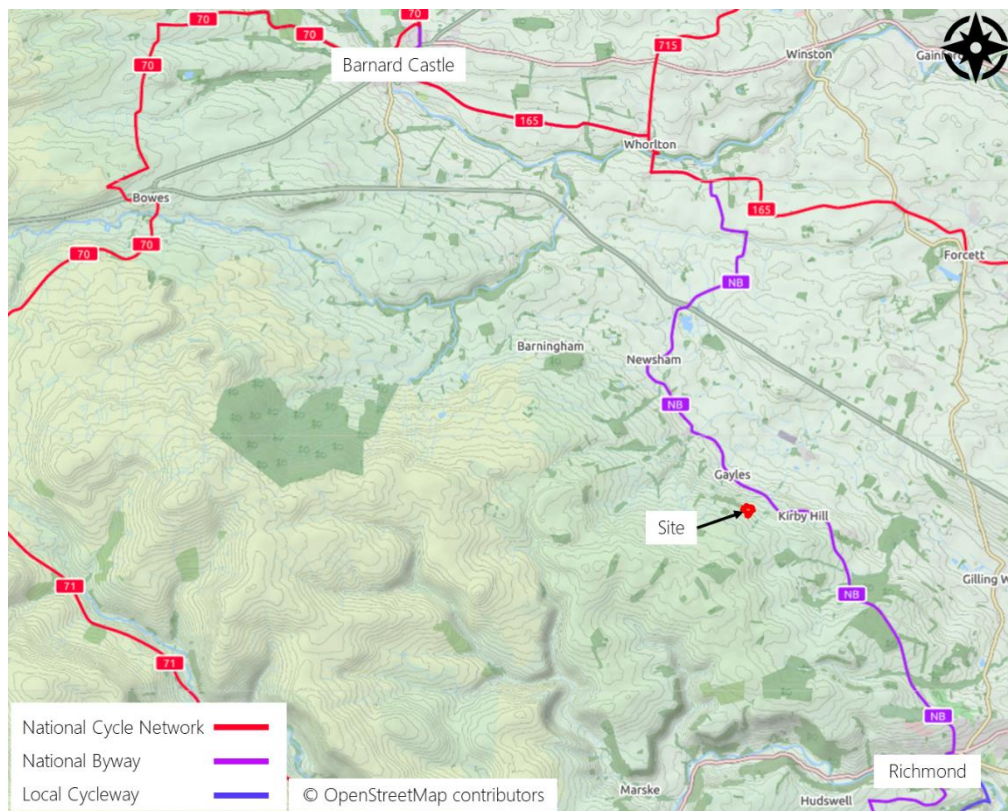 70
70
70
Barnard Castle
70
715
Winston
Gainford
165
Whorlton
Bowes
165
70
70
Forcett
NB
Barningham
Newsham
NB
Gayles
Site
Kirby Hill
71
NB
Gilling W
71
NB
National Cycle Network
National Byway
Local Cycleway
© OpenStreetMap contributors
Marske
Richmond
Hudswell